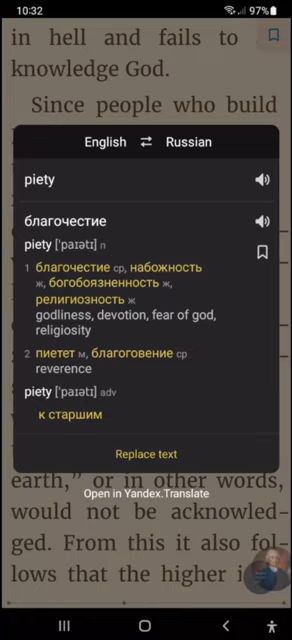 10:32
97%
in hell and fails to
knowledge God.
Since people who build
English Russian
piety
благочестие
piety ['paɪətɪ] n
1 благочестие ср, набожность
ж, богобоязненность ж,
религиозность ж
godliness, devotion, fear of god,
religiosity
2 пиетет м, благоговение ср
reverence
piety ['paɪətɪ] adv
к старшим
Replace text
earth,” or in other words,
Open in Yandex.Translate
would not be acknowled-
ged. From this it also fol-
lows that the higher i